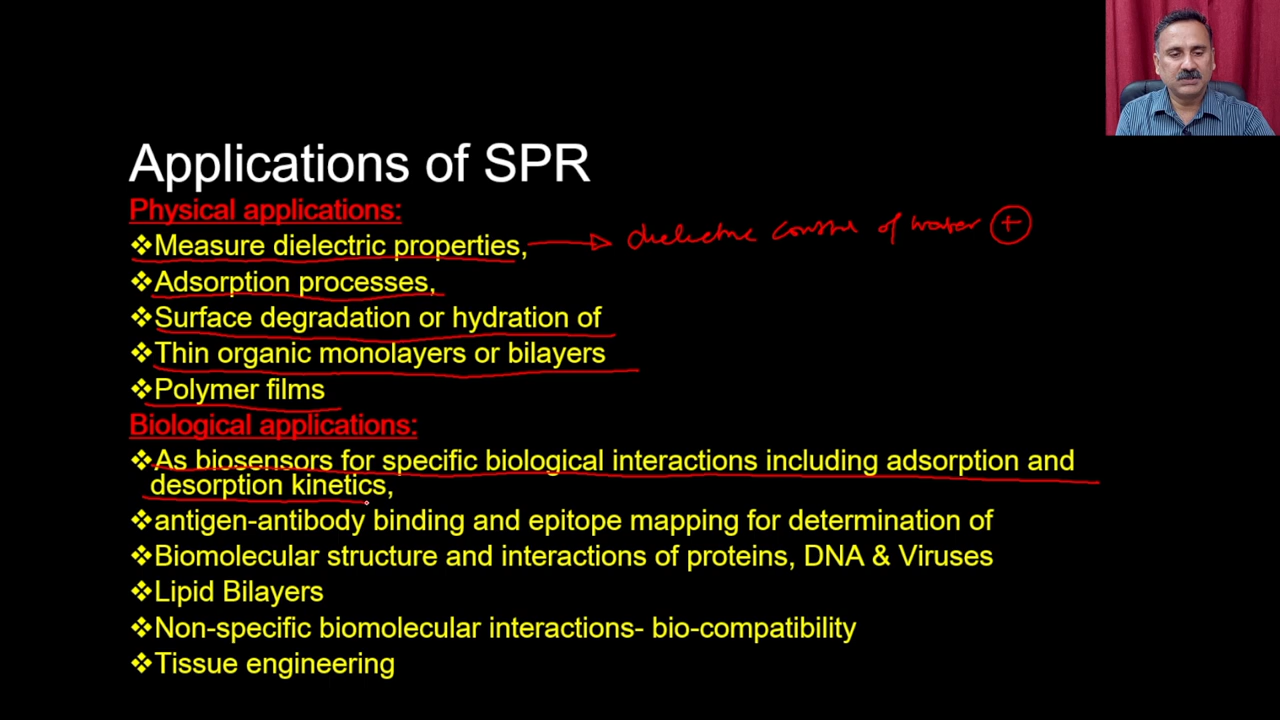 Applications of SPR
Physical applications:
❖Measure dielectric properties, → dielectric const of water +
❖Adsorption processes,
❖Surface degradation or hydration of
❖Thin organic monolayers or bilayers
❖Polymer films
Biological applications:
❖As biosensors for specific biological interactions including adsorption and
desorption kinetics,
❖antigen-antibody binding and epitope mapping for determination of
❖Biomolecular structure and interactions of proteins, DNA & Viruses
❖Lipid Bilayers
❖Non-specific biomolecular interactions- bio-compatibility
❖Tissue engineering